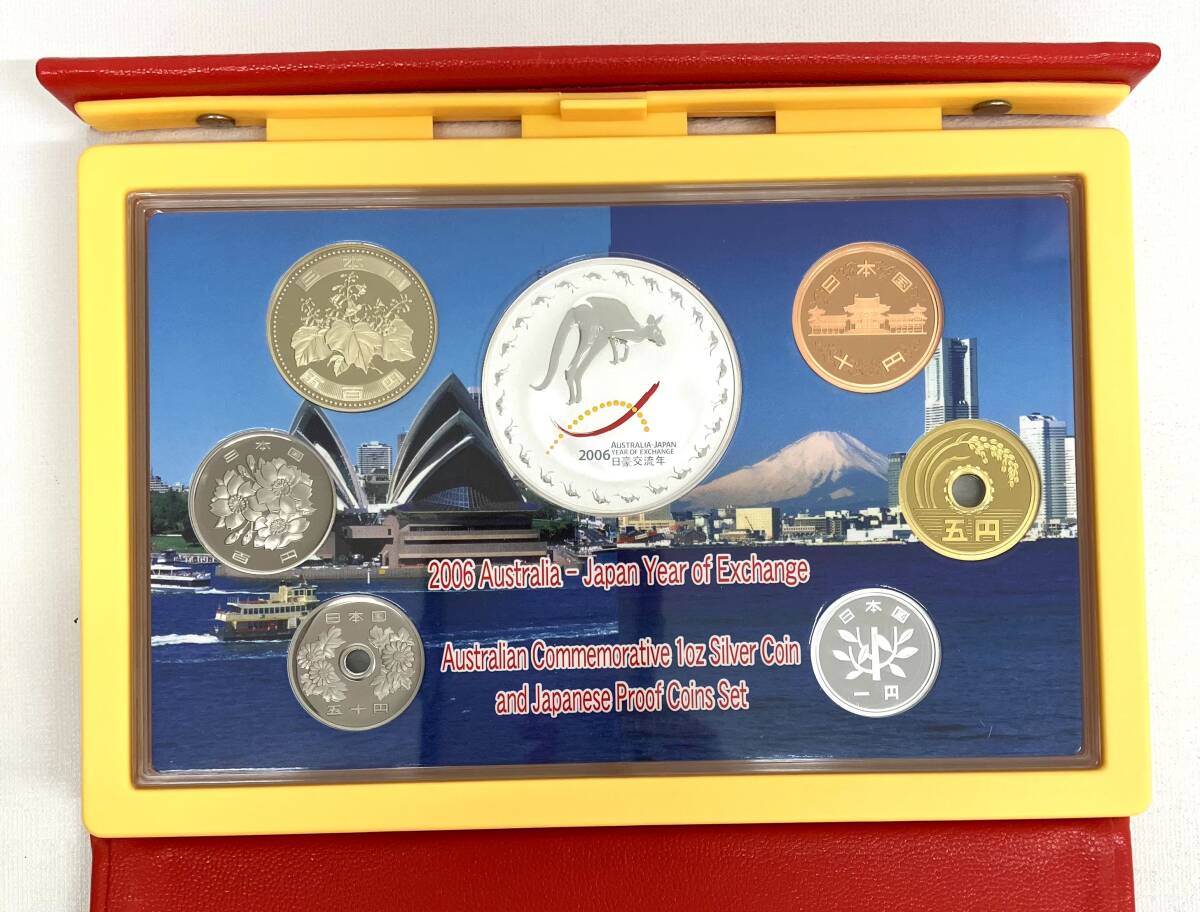 日本国
五百円
日本国
百円
日本国
五十円
AUSTRALIA-JAPAN
YEAR OF EXCHANGE
2006
日豪交流年
日本国
十円
五円
日本国
一円
2006 Australia – Japan Year of Exchange
Australian Commemorative 1oz Silver Coin
and Japanese Proof Coins Set